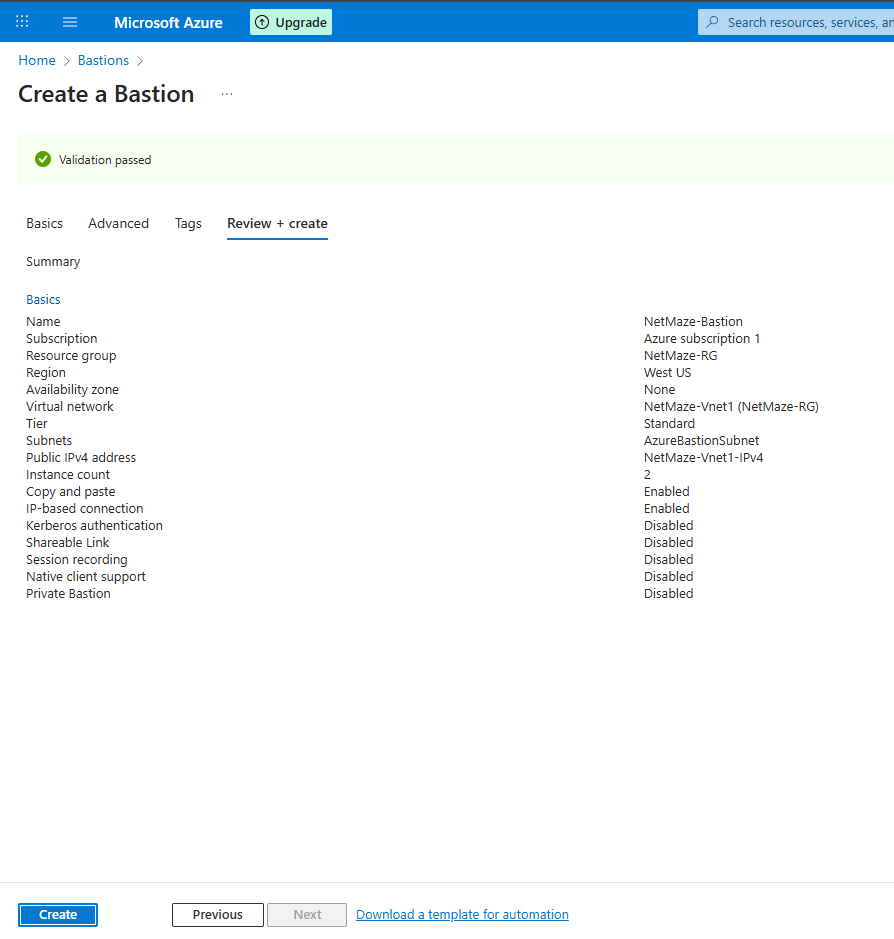 Microsoft Azure Upgrade Search resources, services, an
Home > Bastions >
Create a Bastion ...
Validation passed
Basics Advanced Tags Review + create
Summary
Basics
Name NetMaze-Bastion
Subscription Azure subscription 1
Resource group NetMaze-RG
Region West US
Availability zone None
Virtual network NetMaze-Vnet1 (NetMaze-RG)
Tier Standard
Subnets AzureBastionSubnet
Public IPv4 address NetMaze-Vnet1-IPv4
Instance count 2
Copy and paste Enabled
IP-based connection Enabled
Kerberos authentication Disabled
Shareable Link Disabled
Session recording Disabled
Native client support Disabled
Private Bastion Disabled
Create Previous Next Download a template for automation